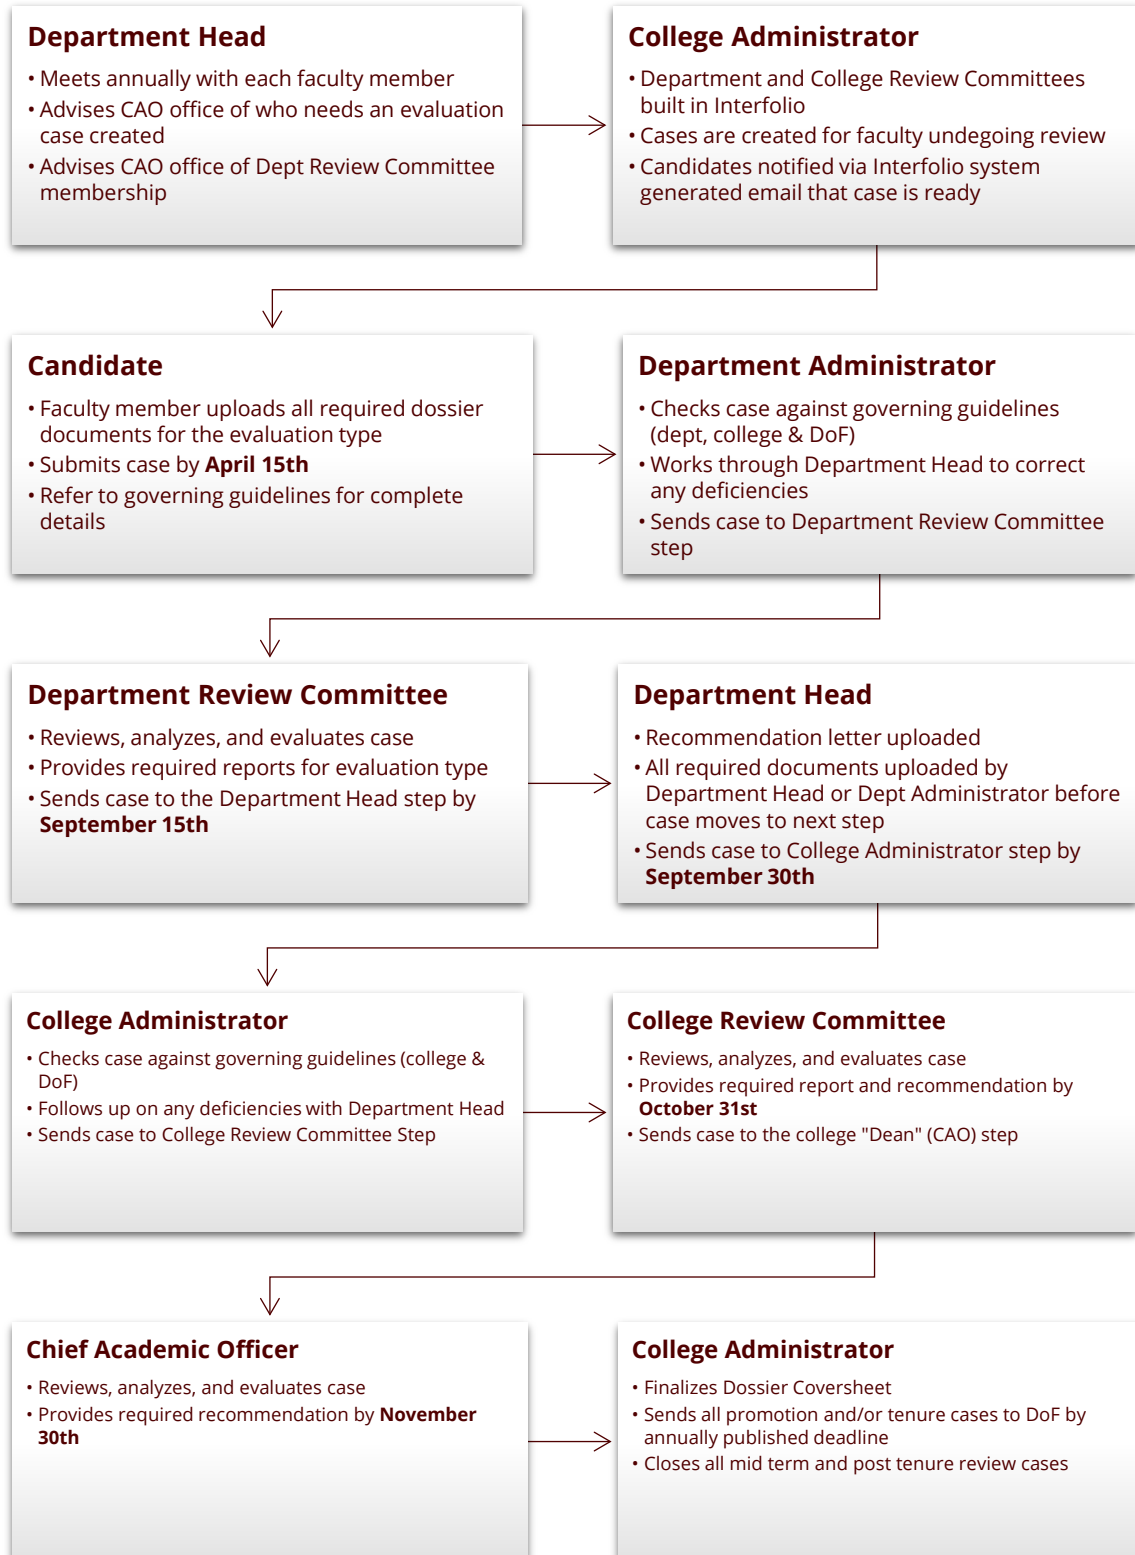 Department Head
• Meets annually with each faculty member
• Advises CAO office of who needs an evaluation
case created
• Advises CAO office of Dept Review Committee
membership
College Administrator
• Department and College Review Committees
built in Interfolio
• Cases are created for faculty undegoing review
• Candidates notified via Interfolio system
generated email that case is ready
Candidate
• Faculty member uploads all required dossier
documents for the evaluation type
• Submits case by April 15th
• Refer to governing guidelines for complete
details
Department Administrator
• Checks case against governing guidelines
(dept, college & DoF)
• Works through Department Head to correct
any deficiencies
• Sends case to Department Review Committee
step
Department Review Committee
• Reviews, analyzes, and evaluates case
• Provides required reports for evaluation type
• Sends case to the Department Head step by
September 15th
Department Head
• Recommendation letter uploaded
• All required documents uploaded by
Department Head or Dept Administrator before
case moves to next step
• Sends case to College Administrator step by
September 30th
College Administrator
• Checks case against governing guidelines (college &
DoF)
• Follows up on any deficiencies with Department Head
• Sends case to College Review Committee Step
College Review Committee
• Reviews, analyzes, and evaluates case
• Provides required report and recommendation by
October 31st
• Sends case to the college "Dean" (CAO) step
Chief Academic Officer
• Reviews, analyzes, and evaluates case
• Provides required recommendation by November
30th
College Administrator
• Finalizes Dossier Coversheet
• Sends all promotion and/or tenure cases to DoF by
annually published deadline
• Closes all mid term and post tenure review cases